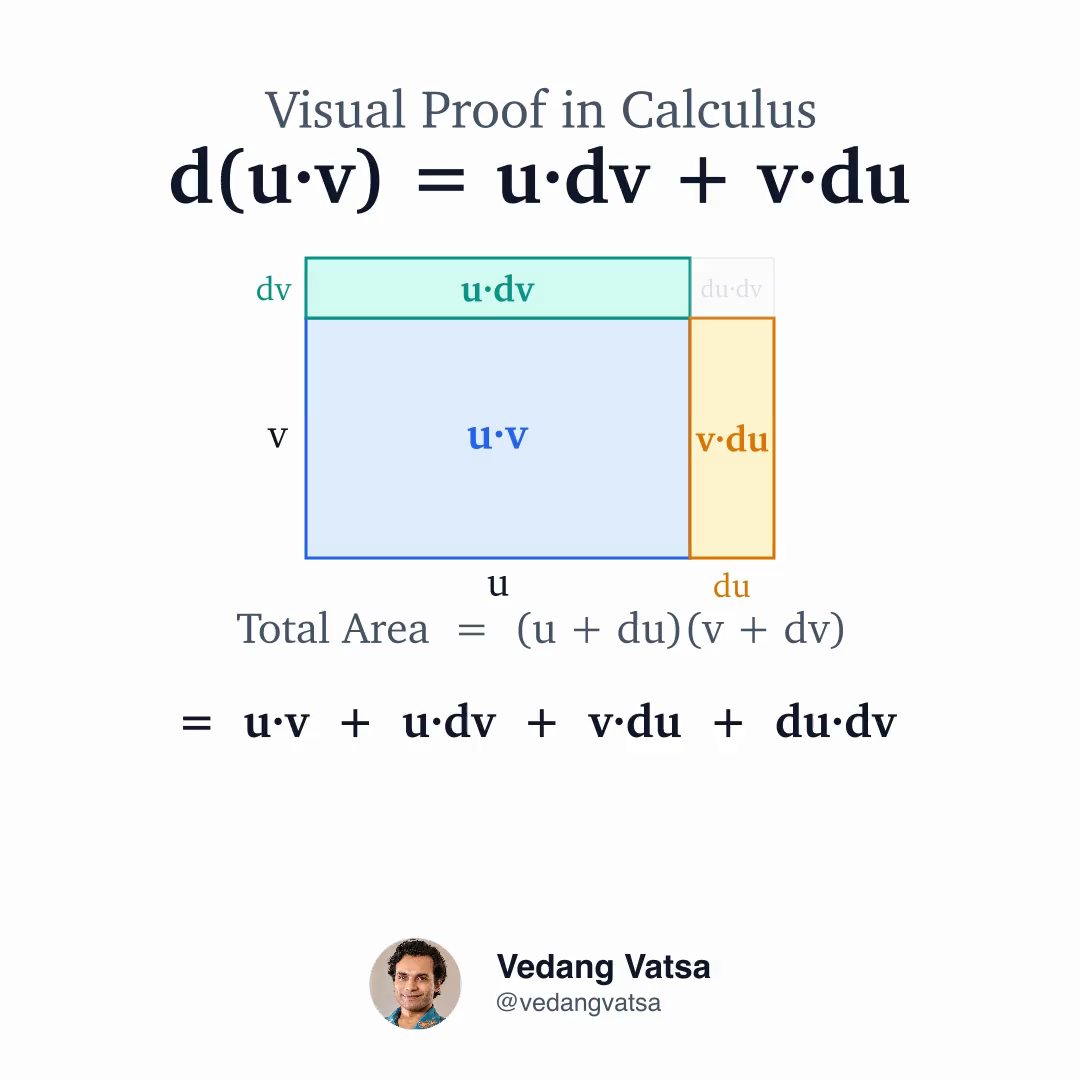 Visual Proof in Calculus
d(u·v) = u·dv + v·du
dv
u·dv
du·dv
v
u·v
v·du
u
du
Total Area = (u + du)(v + dv)
= u·v + u·dv + v·du + du·dv
Vedang Vatsa
@vedangvatsa